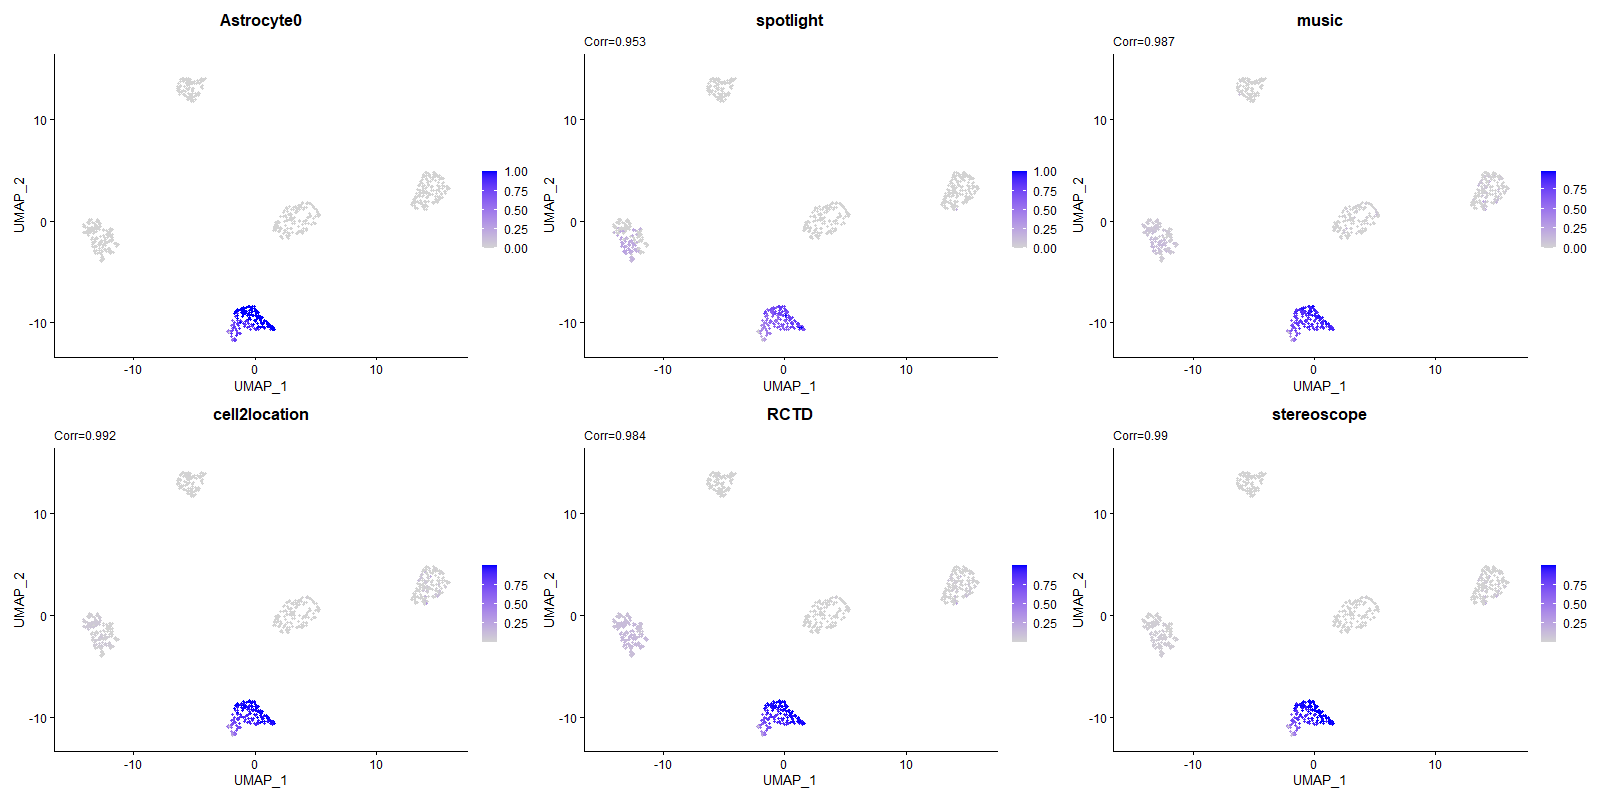 Astrocyte0
10
0
-10
-10
0
10
UMAP_1
UMAP_2
1.00
0.75
0.50
0.25
0.00
spotlight
Corr=0.953
10
0
-10
-10
0
10
UMAP_1
UMAP_2
1.00
0.75
0.50
0.25
0.00
music
Corr=0.987
10
0
-10
-10
0
10
UMAP_1
UMAP_2
0.75
0.50
0.25
0.00
cell2location
Corr=0.992
10
0
-10
-10
0
10
UMAP_1
UMAP_2
0.75
0.50
0.25
RCTD
Corr=0.984
10
0
-10
-10
0
10
UMAP_1
UMAP_2
0.75
0.50
0.25
stereoscope
Corr=0.99
10
0
-10
-10
0
10
UMAP_1
UMAP_2
0.75
0.50
0.25